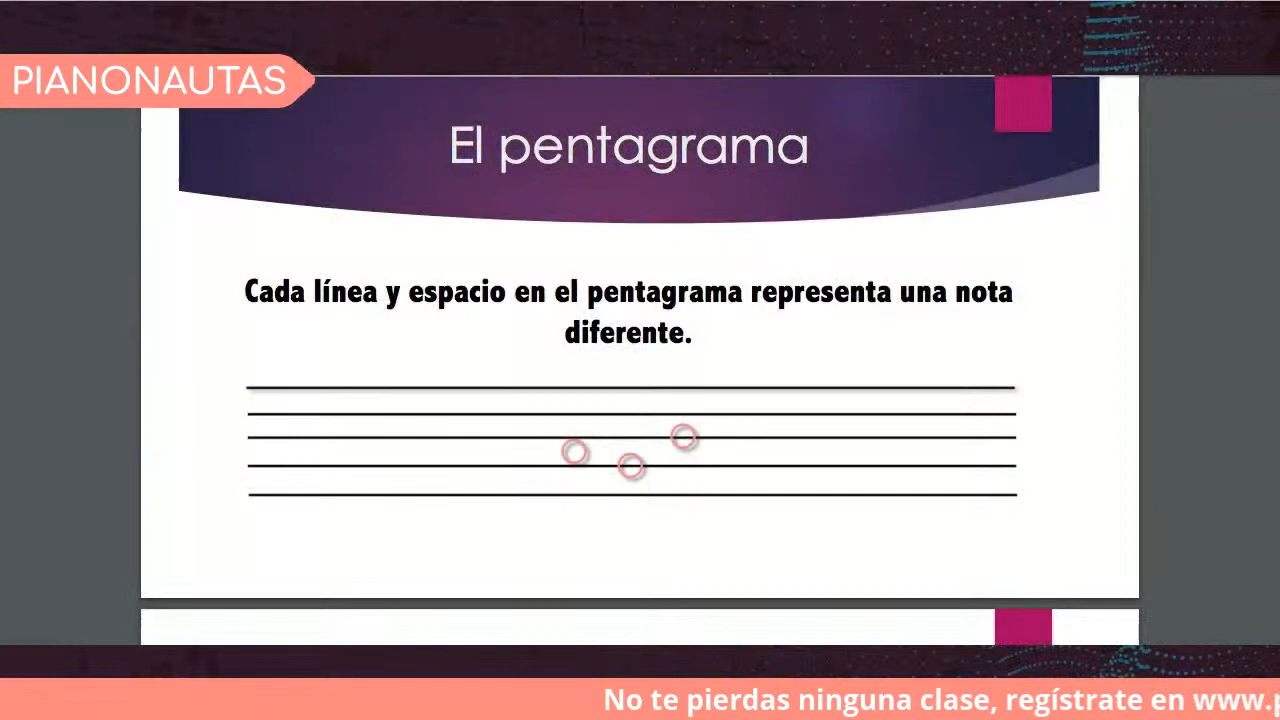 PIANONAUTAS
El pentagrama
Cada línea y espacio en el pentagrama representa una nota
diferente.
No te pierdas ninguna clase, regístrate en www.p